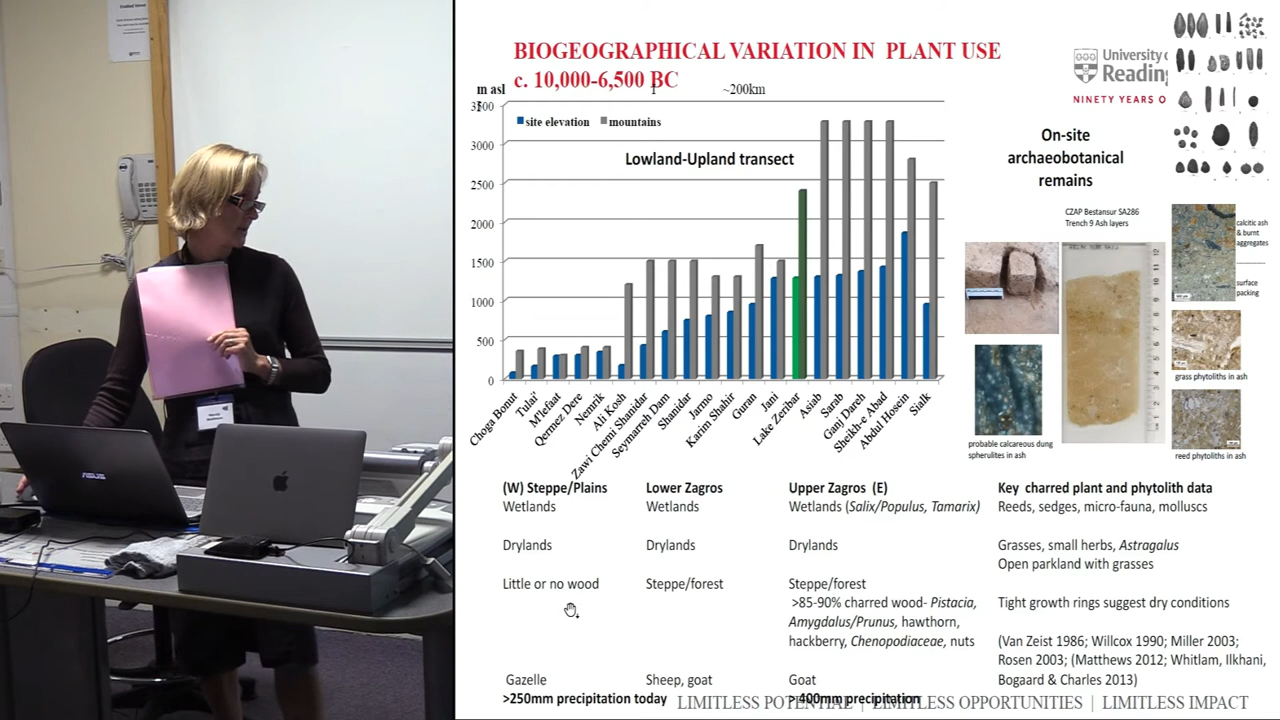 BIOGEOGRAPHICAL VARIATION IN PLANT USE
c. 10,000-6,500 BC
m asl
~200km
3500
3000
2500
2000
1500
1000
500
0
site elevation
mountains
Lowland-Upland transect
Choga Bonut
Tula'i
M'lefaat
Qermez Dere
Nemrik
Ali Kosh
Zawi Chemi Shanidar
Seymarreh Dam
Shanidar
Jarmo
Karim Shahir
Guran
Jani
Lake Zeribar
Asiab
Sarab
Ganj Dareh
Sheikh-e Abad
Abdul Hosein
Sialk
University
Reading
NINETY YEARS O
On-site
archaeobotanical
remains
CZAP Bestansur SA286
Trench 9 Ash layers
calcitic ash
& burnt
aggregates
surface
packing
grass phytoliths in ash
reed phytoliths in ash
probable calcareous dung
spherulites in ash
(W) Steppe/Plains
Wetlands
Drylands
Little or no wood
Gazelle
>250mm precipitation today
Lower Zagros
Wetlands
Drylands
Steppe/forest
Sheep, goat
Upper Zagros (E)
Wetlands (Salix/Populus, Tamarix)
Drylands
Steppe/forest
>85-90% charred wood- Pistacia,
Amygdalus/Prunus, hawthorn,
hackberry, Chenopodiaceae, nuts
Goat
> 400mm precipitation
Key charred plant and phytolith data
Reeds, sedges, micro-fauna, molluscs
Grasses, small herbs, Astragalus
Open parkland with grasses
Tight growth rings suggest dry conditions
(Van Zeist 1986; Willcox 1990; Miller 2003;
Rosen 2003; (Matthews 2012; Whitlam, Ilkhani,
Bogaard & Charles 2013)
LIMITLESS POTENTIAL | LIMITLESS OPPORTUNITIES | LIMITLESS IMPACT
ASUS